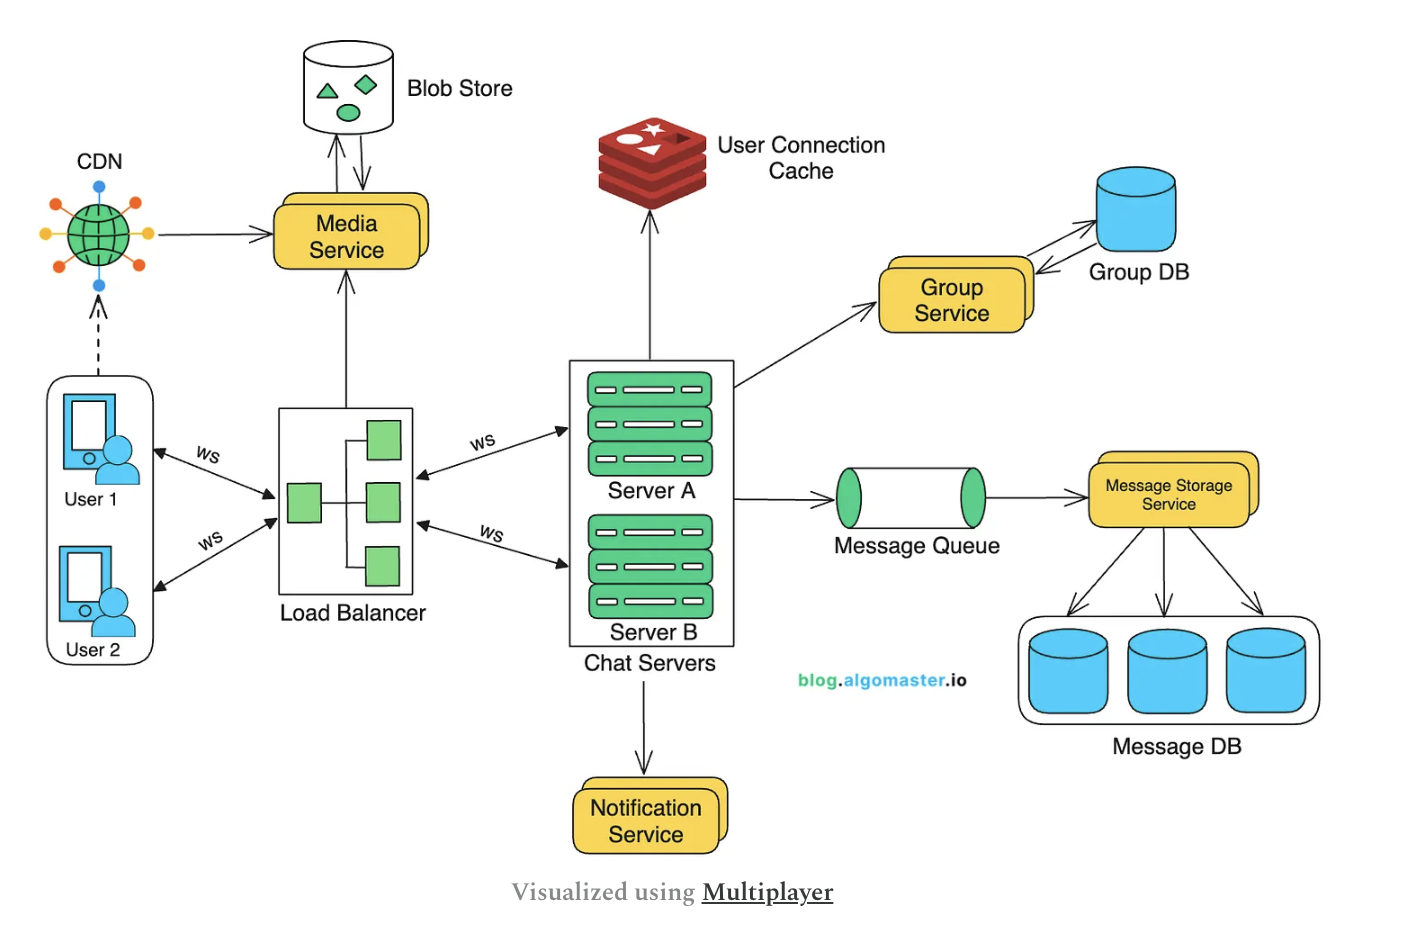 Blob Store
CDN
User Connection
Cache
Media
Service
Group DB
Group
Service
ws
ws
User 1
Server A
Message Storage
Service
ws
ws
Message Queue
Load Balancer
Server B
User 2
Chat Servers
blog.algomaster.io
Message DB
Notification
Service
Visualized using Multiplayer